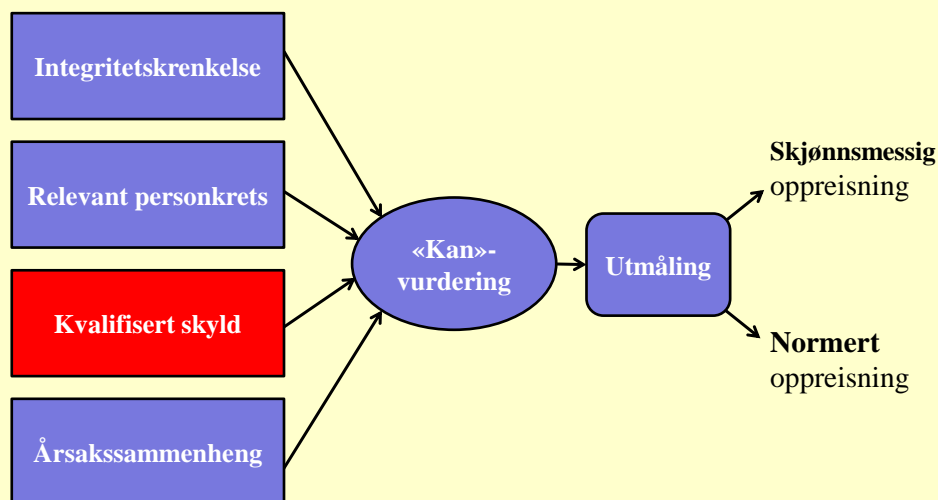 Integritetskrenkelse
Relevant personkrets
Kvalifisert skyld
Årsakssammenheng
«Kan»-
vurdering
Utmåling
Skjønnsmessig
oppreisning
Normert
oppreisning